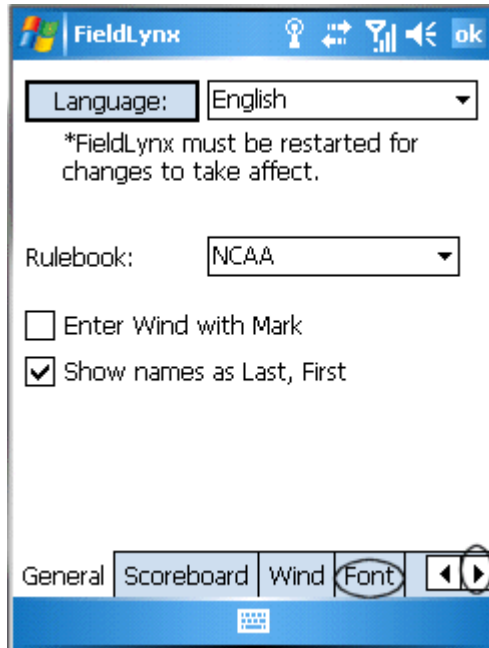 FieldLynx ok
Language: English
*FieldLynx must be restarted for
changes to take affect.
Rulebook: NCAA
Enter Wind with Mark
Show names as Last, First
General Scoreboard Wind Font